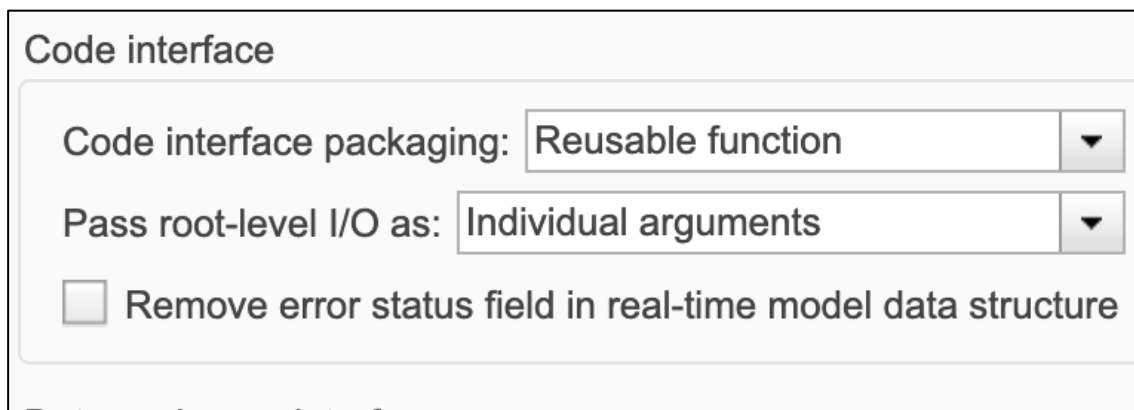 Code interface
Code interface packaging: Reusable function
Pass root-level I/O as: Individual arguments
Remove error status field in real-time model data structure